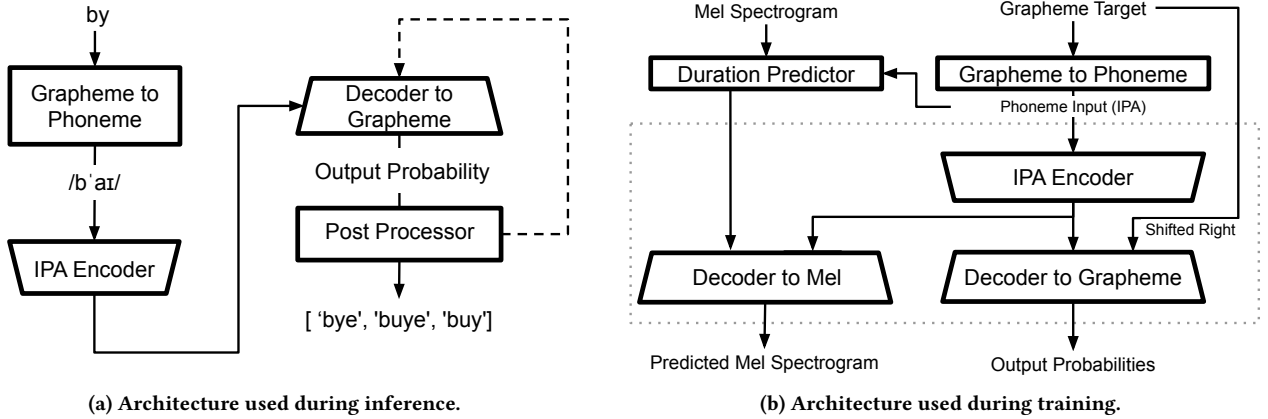 by
Grapheme to
Phoneme
/bˈaɪ/
IPA Encoder
Decoder to
Grapheme
Output Probability
Post Processor
[ ‘bye', 'buye', 'buy']
(a) Architecture used during inference.
Mel Spectrogram
Grapheme Target
Duration Predictor
Grapheme to Phoneme
Phoneme Input (IPA)
IPA Encoder
Shifted Right
Decoder to Mel
Decoder to Grapheme
Predicted Mel Spectrogram
Output Probabilities
(b) Architecture used during training.